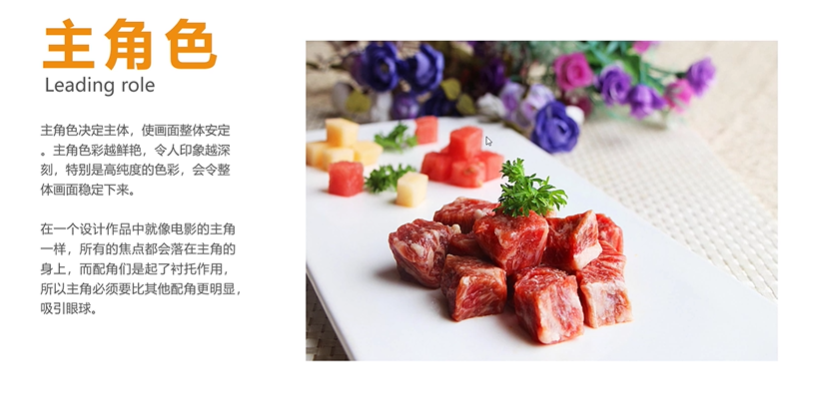 主角色
Leading role
主角色决定主体，使画面整体安定
。主角色彩越鲜艳，令人印象越深
刻，特别是高纯度的色彩，会令整
体画面稳定下来。
在一个设计作品中就像电影的主角
一样，所有的焦点都会落在主角的
身上，而配角们是起了衬托作用，
所以主角必须要比其他配角更明显，
吸引眼球。